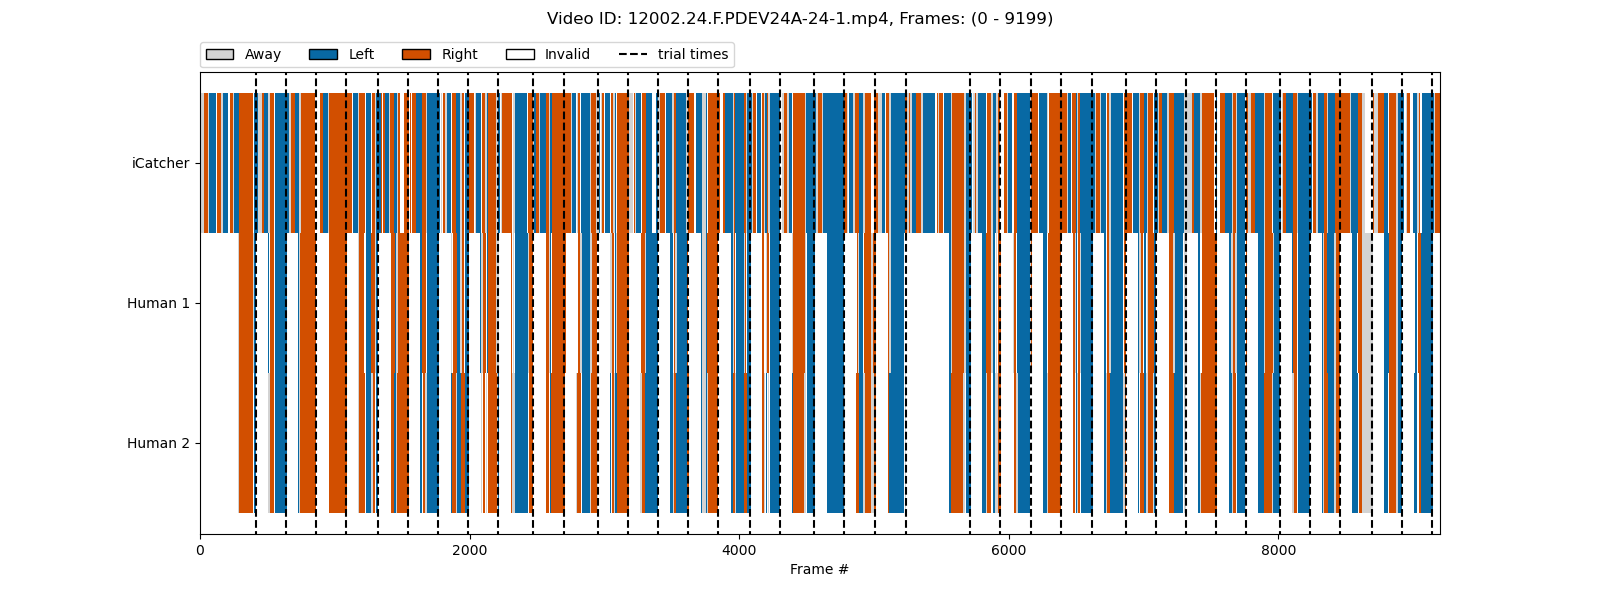 Video ID: 12002.24.F.PDEV24A-24-1.mp4, Frames: (0 - 9199)
Away Left Right Invalid trial times
iCatcher
Human 1
Human 2
0 2000 4000 6000 8000
Frame #